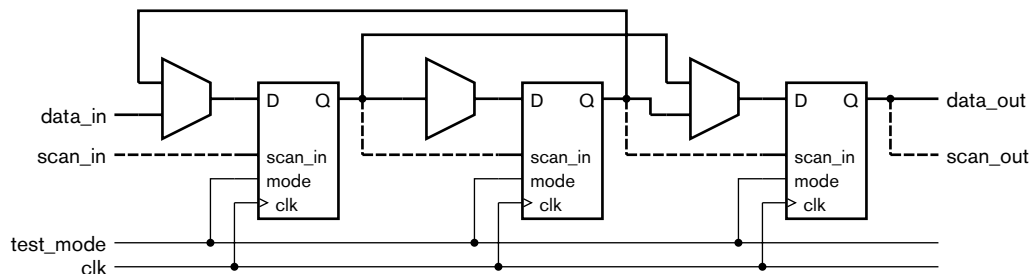 D Q D Q D Q data_out
data_in
scan_in scan_in scan_in scan_in scan_out
mode mode mode
clk clk clk
test_mode
clk